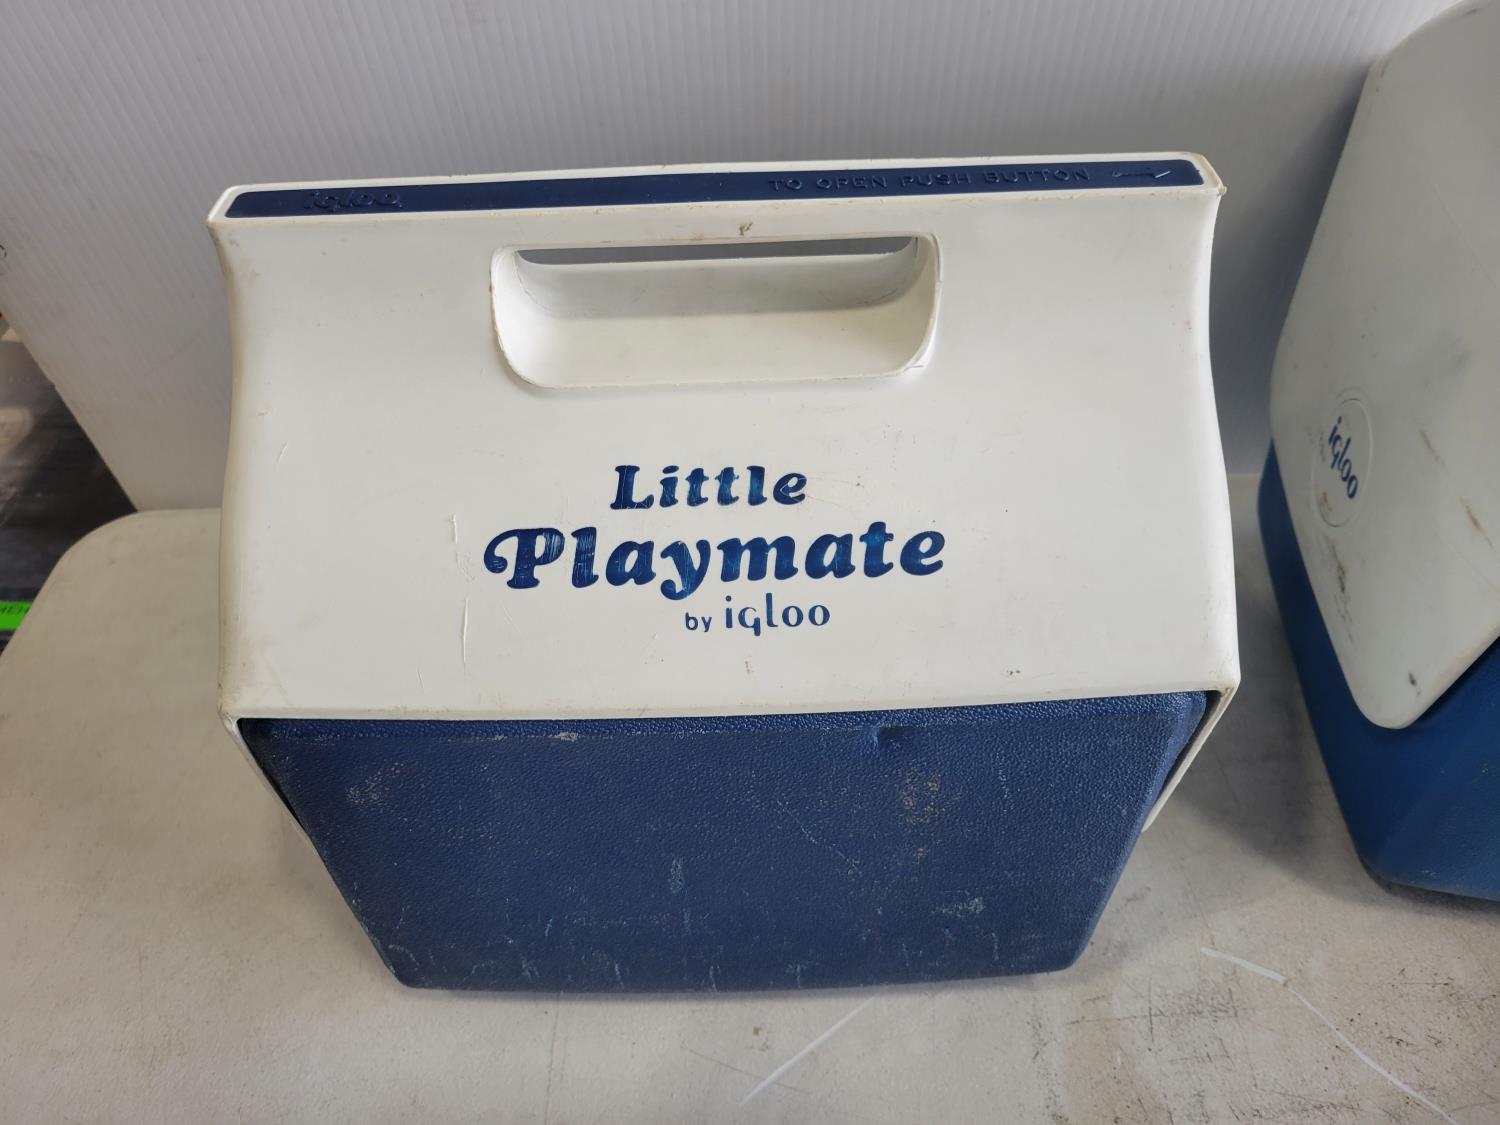 igloo TO OPEN PUSH BUTTON
Little
Playmate
by igloo
igloo